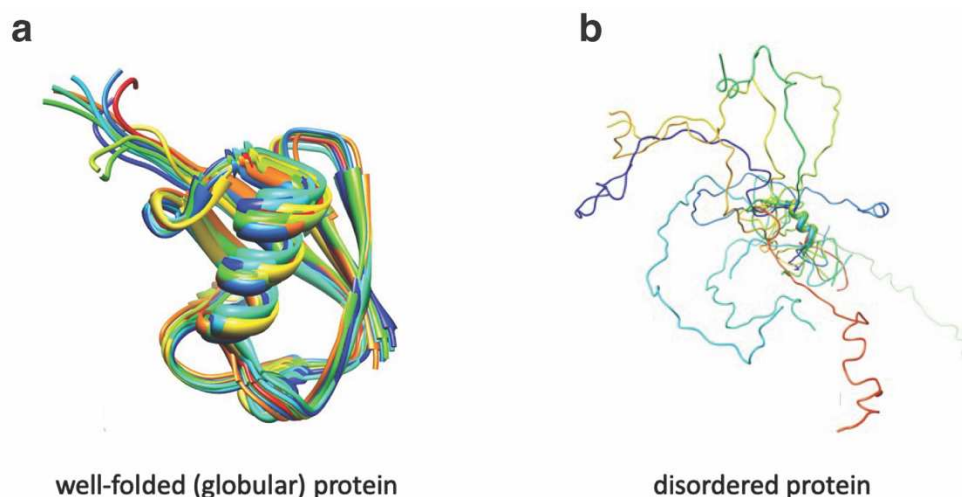 a
b
well-folded (globular) protein
disordered protein